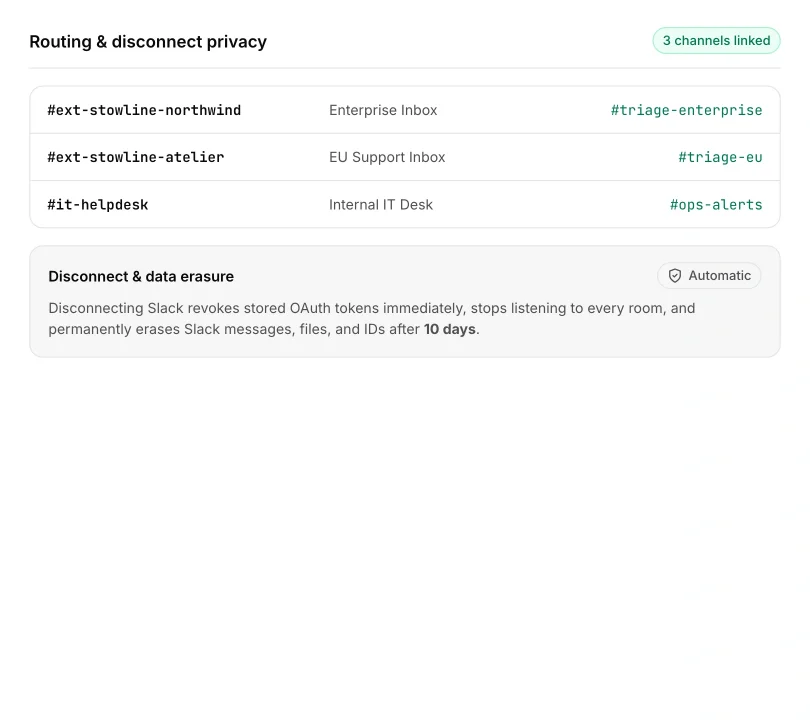 Routing & disconnect privacy
3 channels linked
#ext-stowline-northwind Enterprise Inbox #triage-enterprise
#ext-stowline-atelier EU Support Inbox #triage-eu
#it-helpdesk Internal IT Desk #ops-alerts
Disconnect & data erasure
Automatic
Disconnecting Slack revokes stored OAuth tokens immediately, stops listening to every room, and
permanently erases Slack messages, files, and IDs after 10 days.